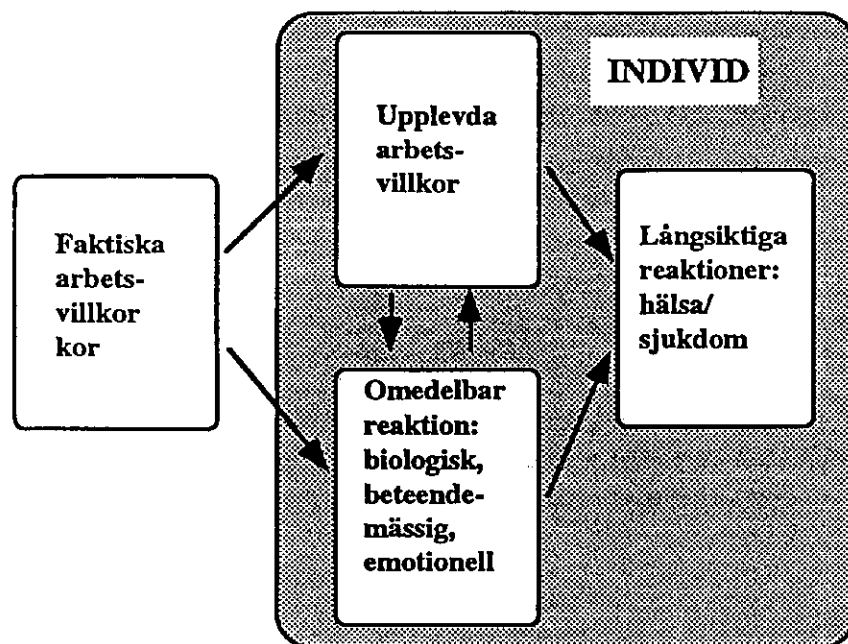 INDIVID
Upplevda
arbets-
villkor
Faktiska
arbets-
villkor
kor
Långsiktiga
reaktioner:
hälsa/
sjukdom
Omedelbar
reaktion:
biologisk,
beteende-
mässig,
emotionell